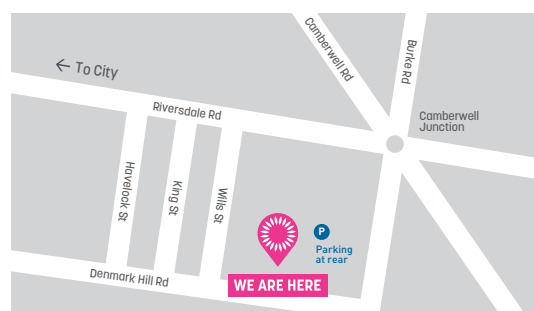 ← To City
Camberwell Rd
Burke Rd
Riversdale Rd
Camberwell
Junction
Havelock St
King St
Wills St
P
Parking
at rear
Denmark Hill Rd
WE ARE HERE